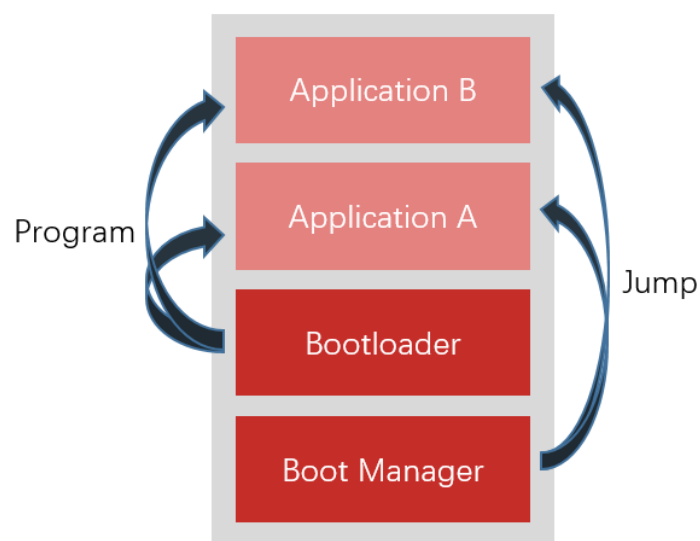 Application B
Application A
Program
Jump
Bootloader
Boot Manager